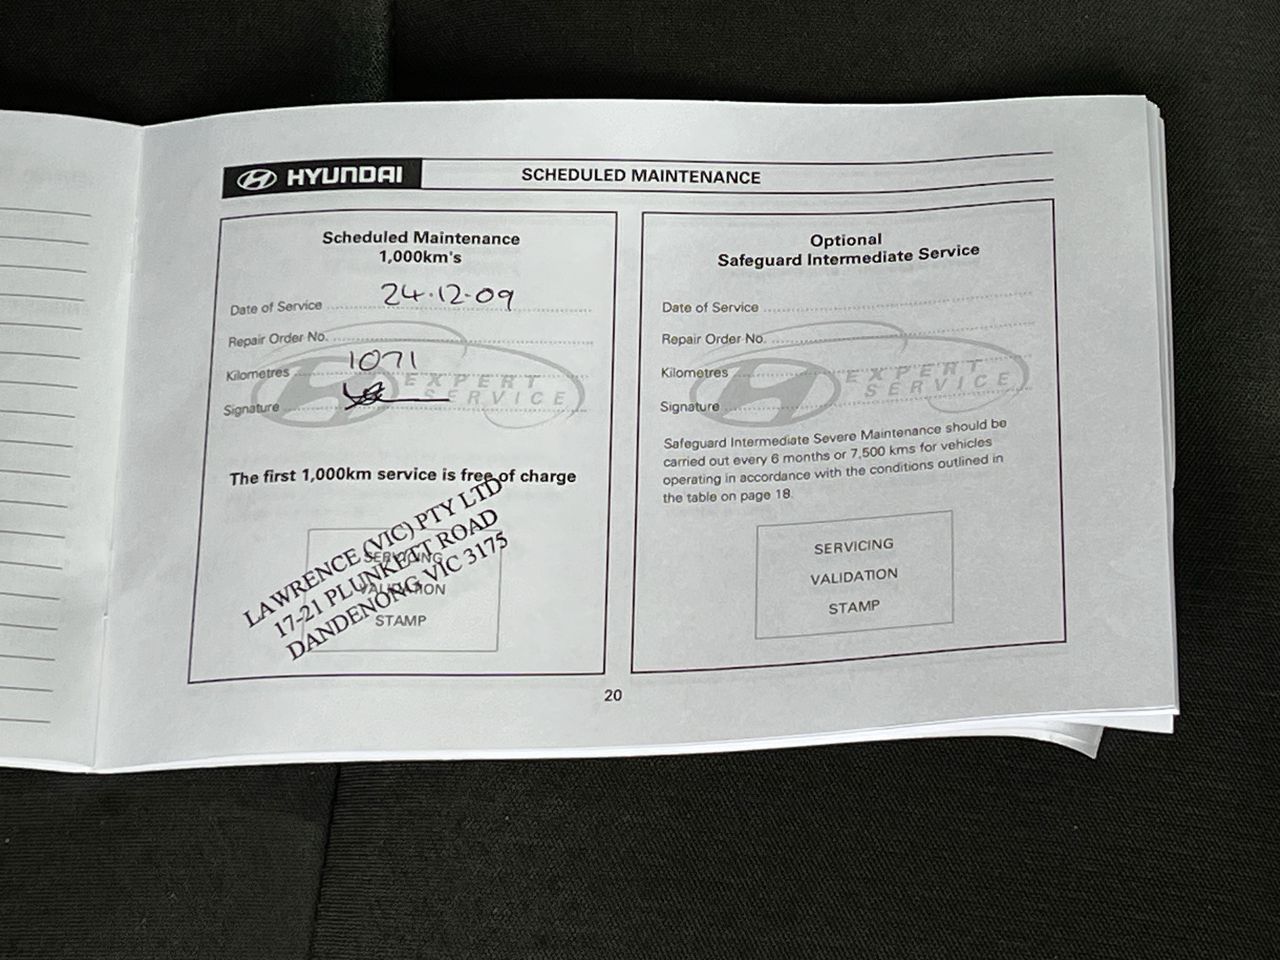 HYUNDAI
SCHEDULED MAINTENANCE
Scheduled Maintenance
1,000km's
Date of Service 24.12.09
Repair Order No.
Kilometres 1071
Signature
EXPERT
SERVICE
The first 1,000km service is free of charge
LAWRENCE (VIC) PTY LTD
17-21 PLUNKETT ROAD
DANDENONG VIC 3175
SERVICING
VALIDATION
STAMP
Optional
Safeguard Intermediate Service
Date of Service
Repair Order No.
Kilometres
Signature
EXPERT
SERVICE
Safeguard Intermediate Severe Maintenance should be
carried out every 6 months or 7,500 kms for vehicles
operating in accordance with the conditions outlined in
the table on page 18.
SERVICING
VALIDATION
STAMP
20